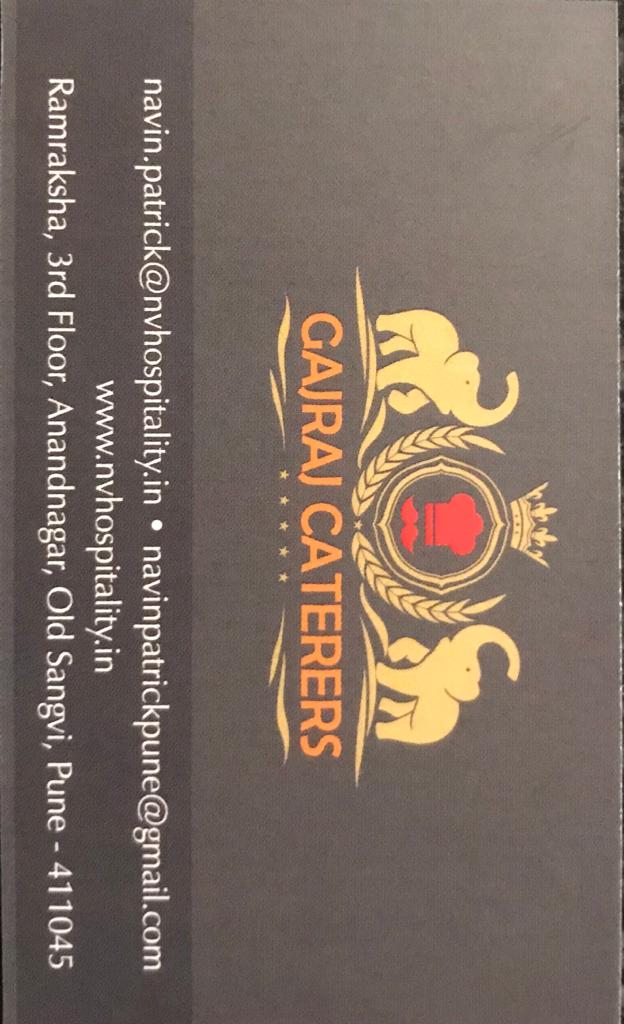 GAJRAJ CATERERS
navin.patrick@nvhospitality.in • navinpatrickpune@gmail.com
www.nvhospitality.in
Ramraksha, 3rd Floor, Anandnagar, Old Sangvi, Pune - 411045